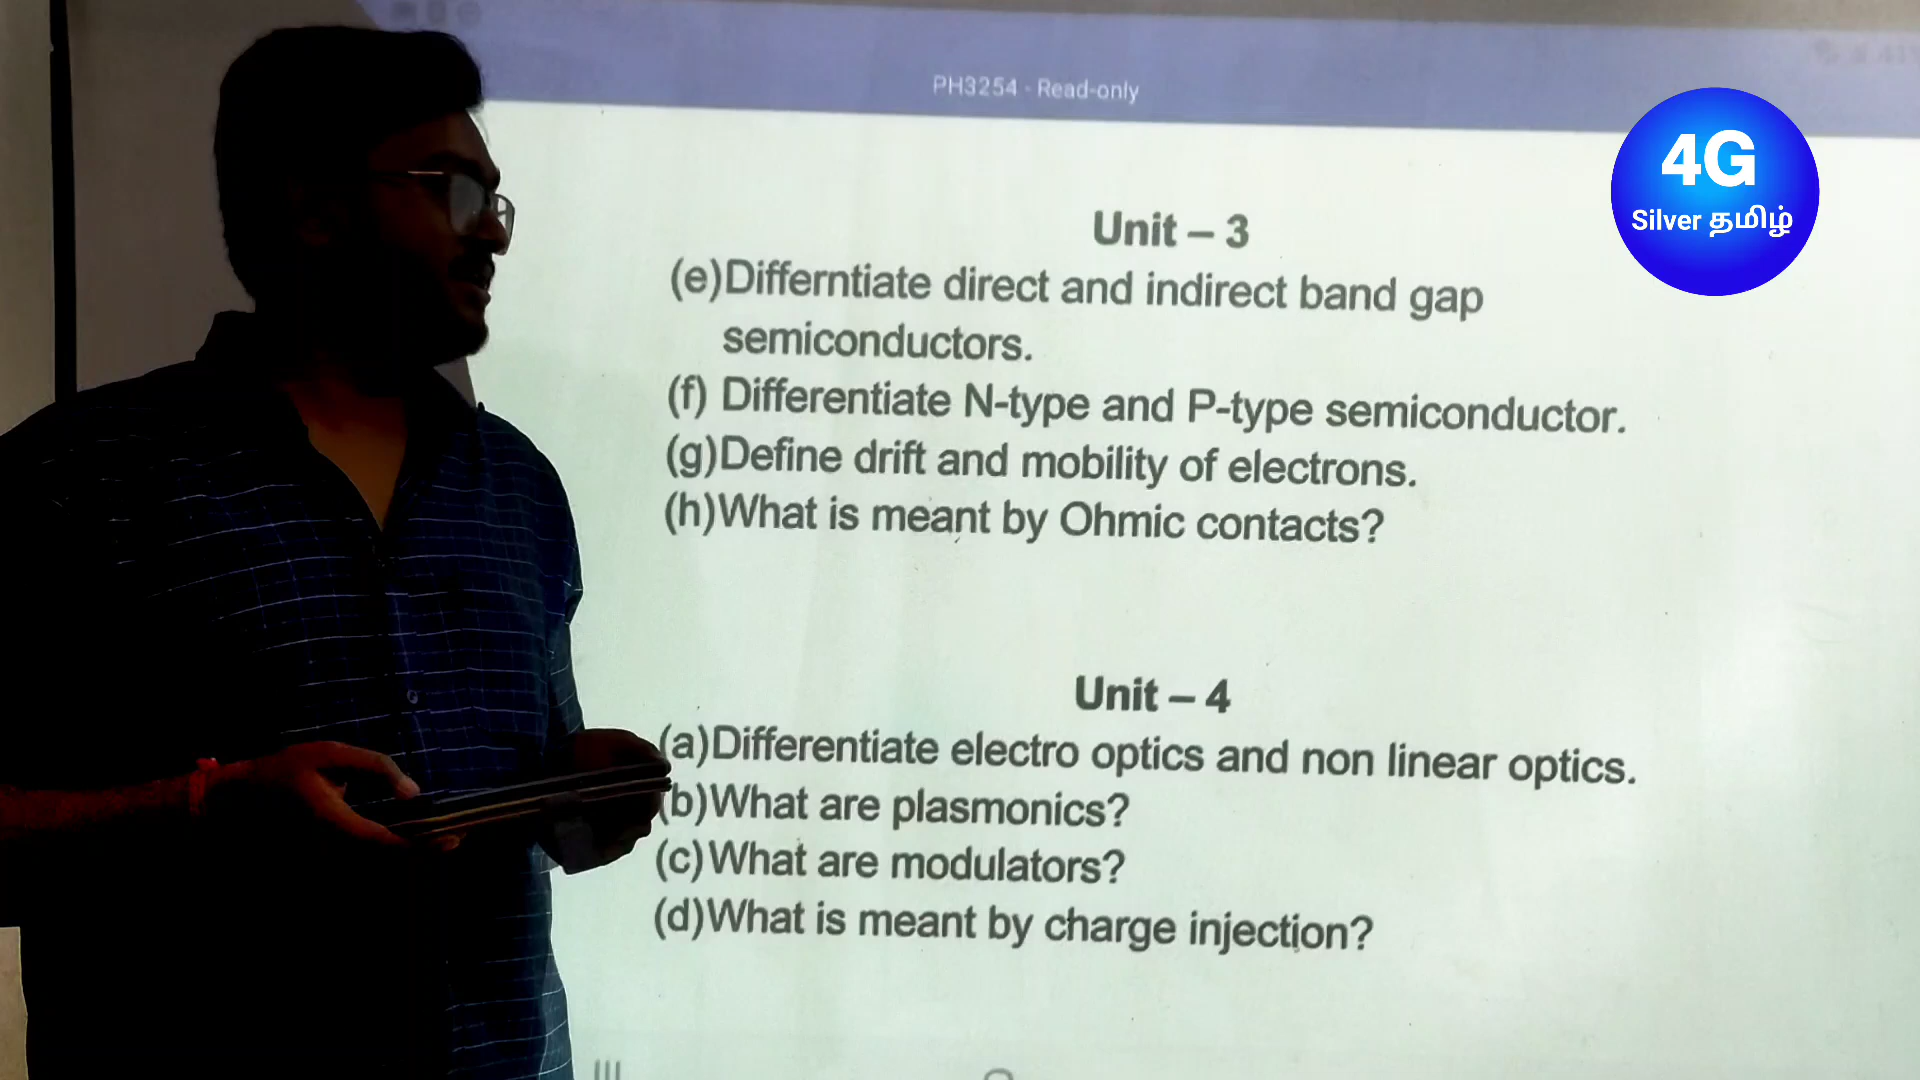 PH3254 - Read-only
4G
Silver தமிழ்
Unit – 3
(e)Differntiate direct and indirect band gap
semiconductors.
(f) Differentiate N-type and P-type semiconductor.
(g)Define drift and mobility of electrons.
(h)What is meant by Ohmic contacts?
Unit – 4
(a)Differentiate electro optics and non linear optics.
(b)What are plasmonics?
(c)What are modulators?
(d)What is meant by charge injection?